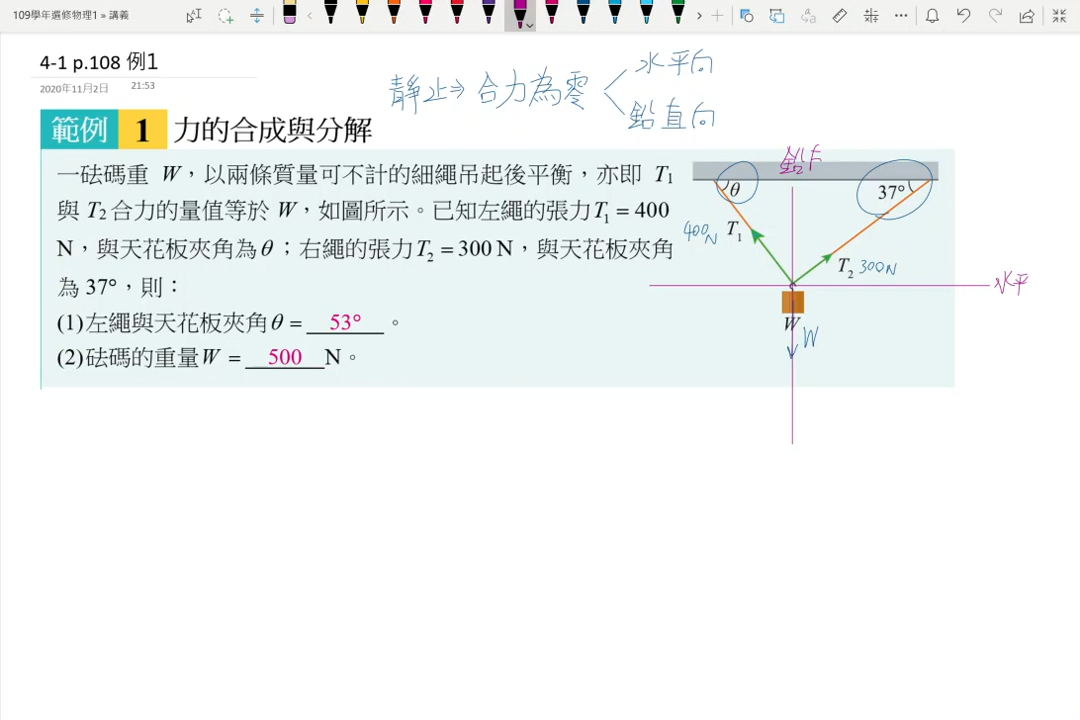 109學年選修物理1 » 講義
4-1 p.108 例1
2020年11月2日 21:53
靜止⇒合力為零
水平向
鉛直向
範例 1 力的合成與分解
一砝碼重 W，以兩條質量可不計的細繩吊起後平衡，亦即 T₁
與 T₂ 合力的量值等於 W，如圖所示。已知左繩的張力T₁ = 400
N，與天花板夾角為 θ；右繩的張力T₂ = 300 N，與天花板夾角
為 37°，則：
(1)左繩與天花板夾角θ = 53° 。
(2)砝碼的重量W = 500 N。
θ
37°
400N T₁
T₂ 300N
水平
W
W